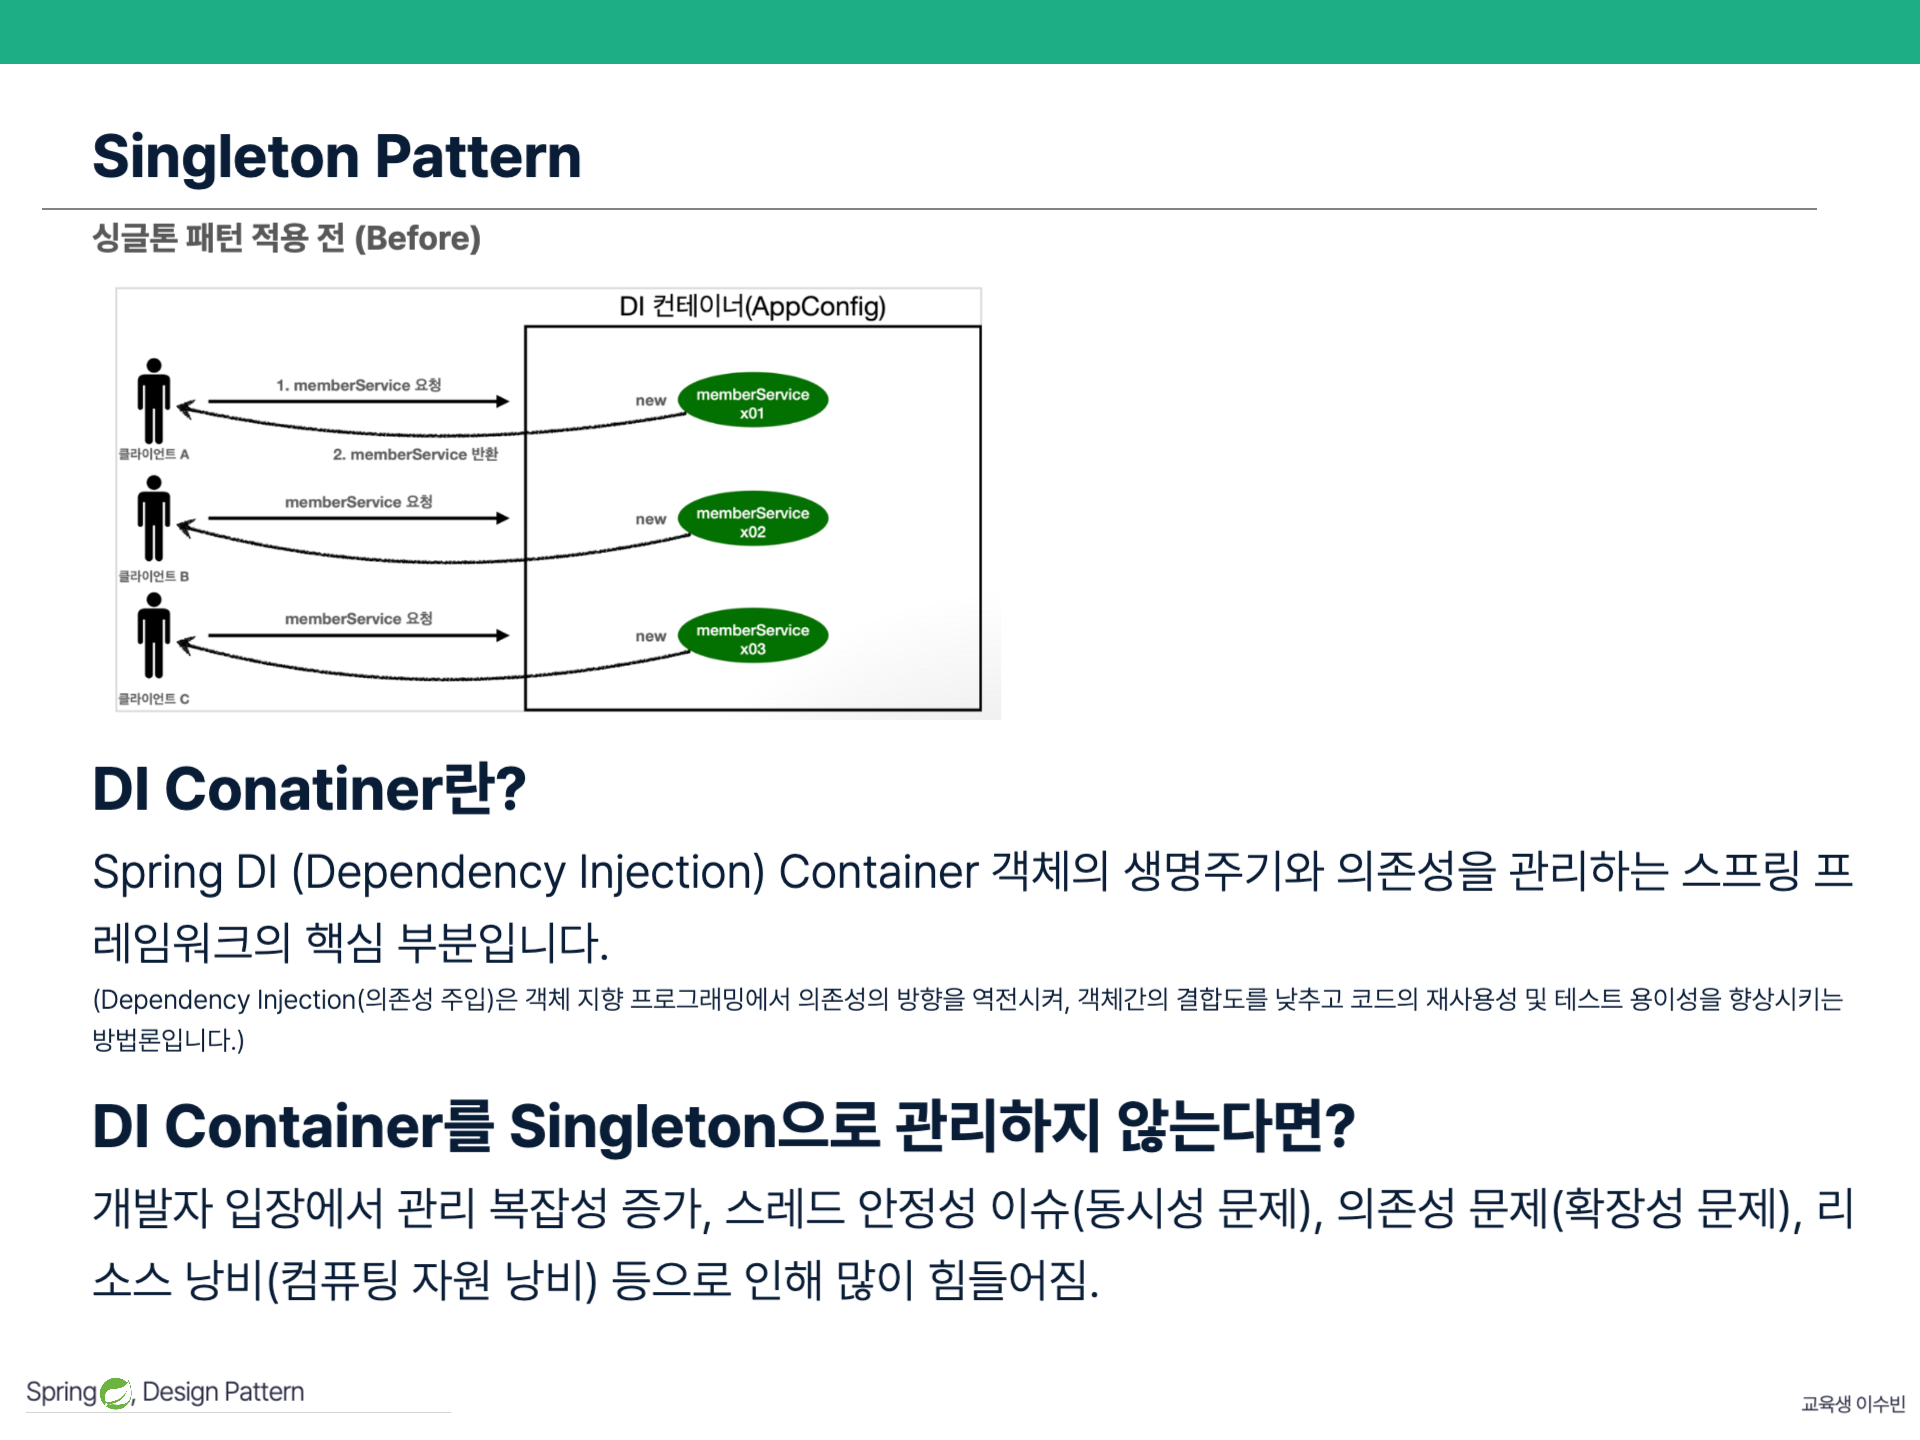 Singleton Pattern
싱글톤 패턴 적용 전 (Before)
DI 컨테이너(AppConfig)
1. memberService 요청
new
memberService
x01
클라이언트 A
2. memberService 반환
memberService 요청
new
memberService
x02
클라이언트 B
memberService 요청
new
memberService
x03
클라이언트 C
DI Conatiner란?
Spring DI (Dependency Injection) Container 객체의 생명주기와 의존성을 관리하는 스프링 프
레임워크의 핵심 부분입니다.
(Dependency Injection(의존성 주입)은 객체 지향 프로그래밍에서 의존성의 방향을 역전시켜, 객체간의 결합도를 낮추고 코드의 재사용성 및 테스트 용이성을 향상시키는
방법론입니다.)
DI Container를 Singleton으로 관리하지 않는다면?
개발자 입장에서 관리 복잡성 증가, 스레드 안정성 이슈(동시성 문제), 의존성 문제(확장성 문제), 리
소스 낭비(컴퓨팅 자원 낭비) 등으로 인해 많이 힘들어짐.
Spring, Design Pattern
교육생 이수빈